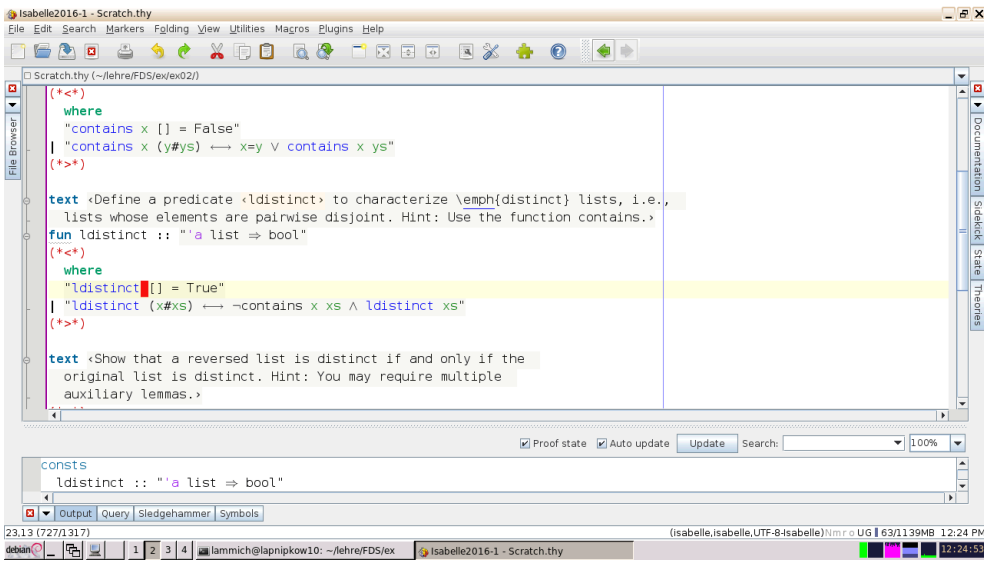 Isabelle2016-1 - Scratch.thy
File Edit Search Markers Folding View Utilities Macros Plugins Help
Scratch.thy (~/lehre/FDS/ex/ex02/)
(*<*)
where
"contains x [] = False"
| "contains x (y#ys) ⟷ x=y ∨ contains x ys"
(*>*)
text ‹Define a predicate ‹ldistinct› to characterize \emph{distinct} lists, i.e.,
lists whose elements are pairwise disjoint. Hint: Use the function contains.›
fun ldistinct :: "'a list ⇒ bool"
(*<*)
where
"ldistinct [] = True"
| "ldistinct (x#xs) ⟷ ¬contains x xs ∧ ldistinct xs"
(*>*)
text ‹Show that a reversed list is distinct if and only if the
original list is distinct. Hint: You may require multiple
auxiliary lemmas.›
File Browser
Documentation
Sidekick
State
Theories
Proof state Auto update Update Search: 100%
consts
ldistinct :: "'a list ⇒ bool"
Output Query Sledgehammer Symbols
23,13 (727/1317) (isabelle,isabelle,UTF-8-Isabelle) N m r o UG 63/1139MB 12:24 PM
debian 1 2 3 4 lammich@lapnipkow10: ~/lehre/FDS/ex Isabelle2016-1 - Scratch.thy 12:24:53